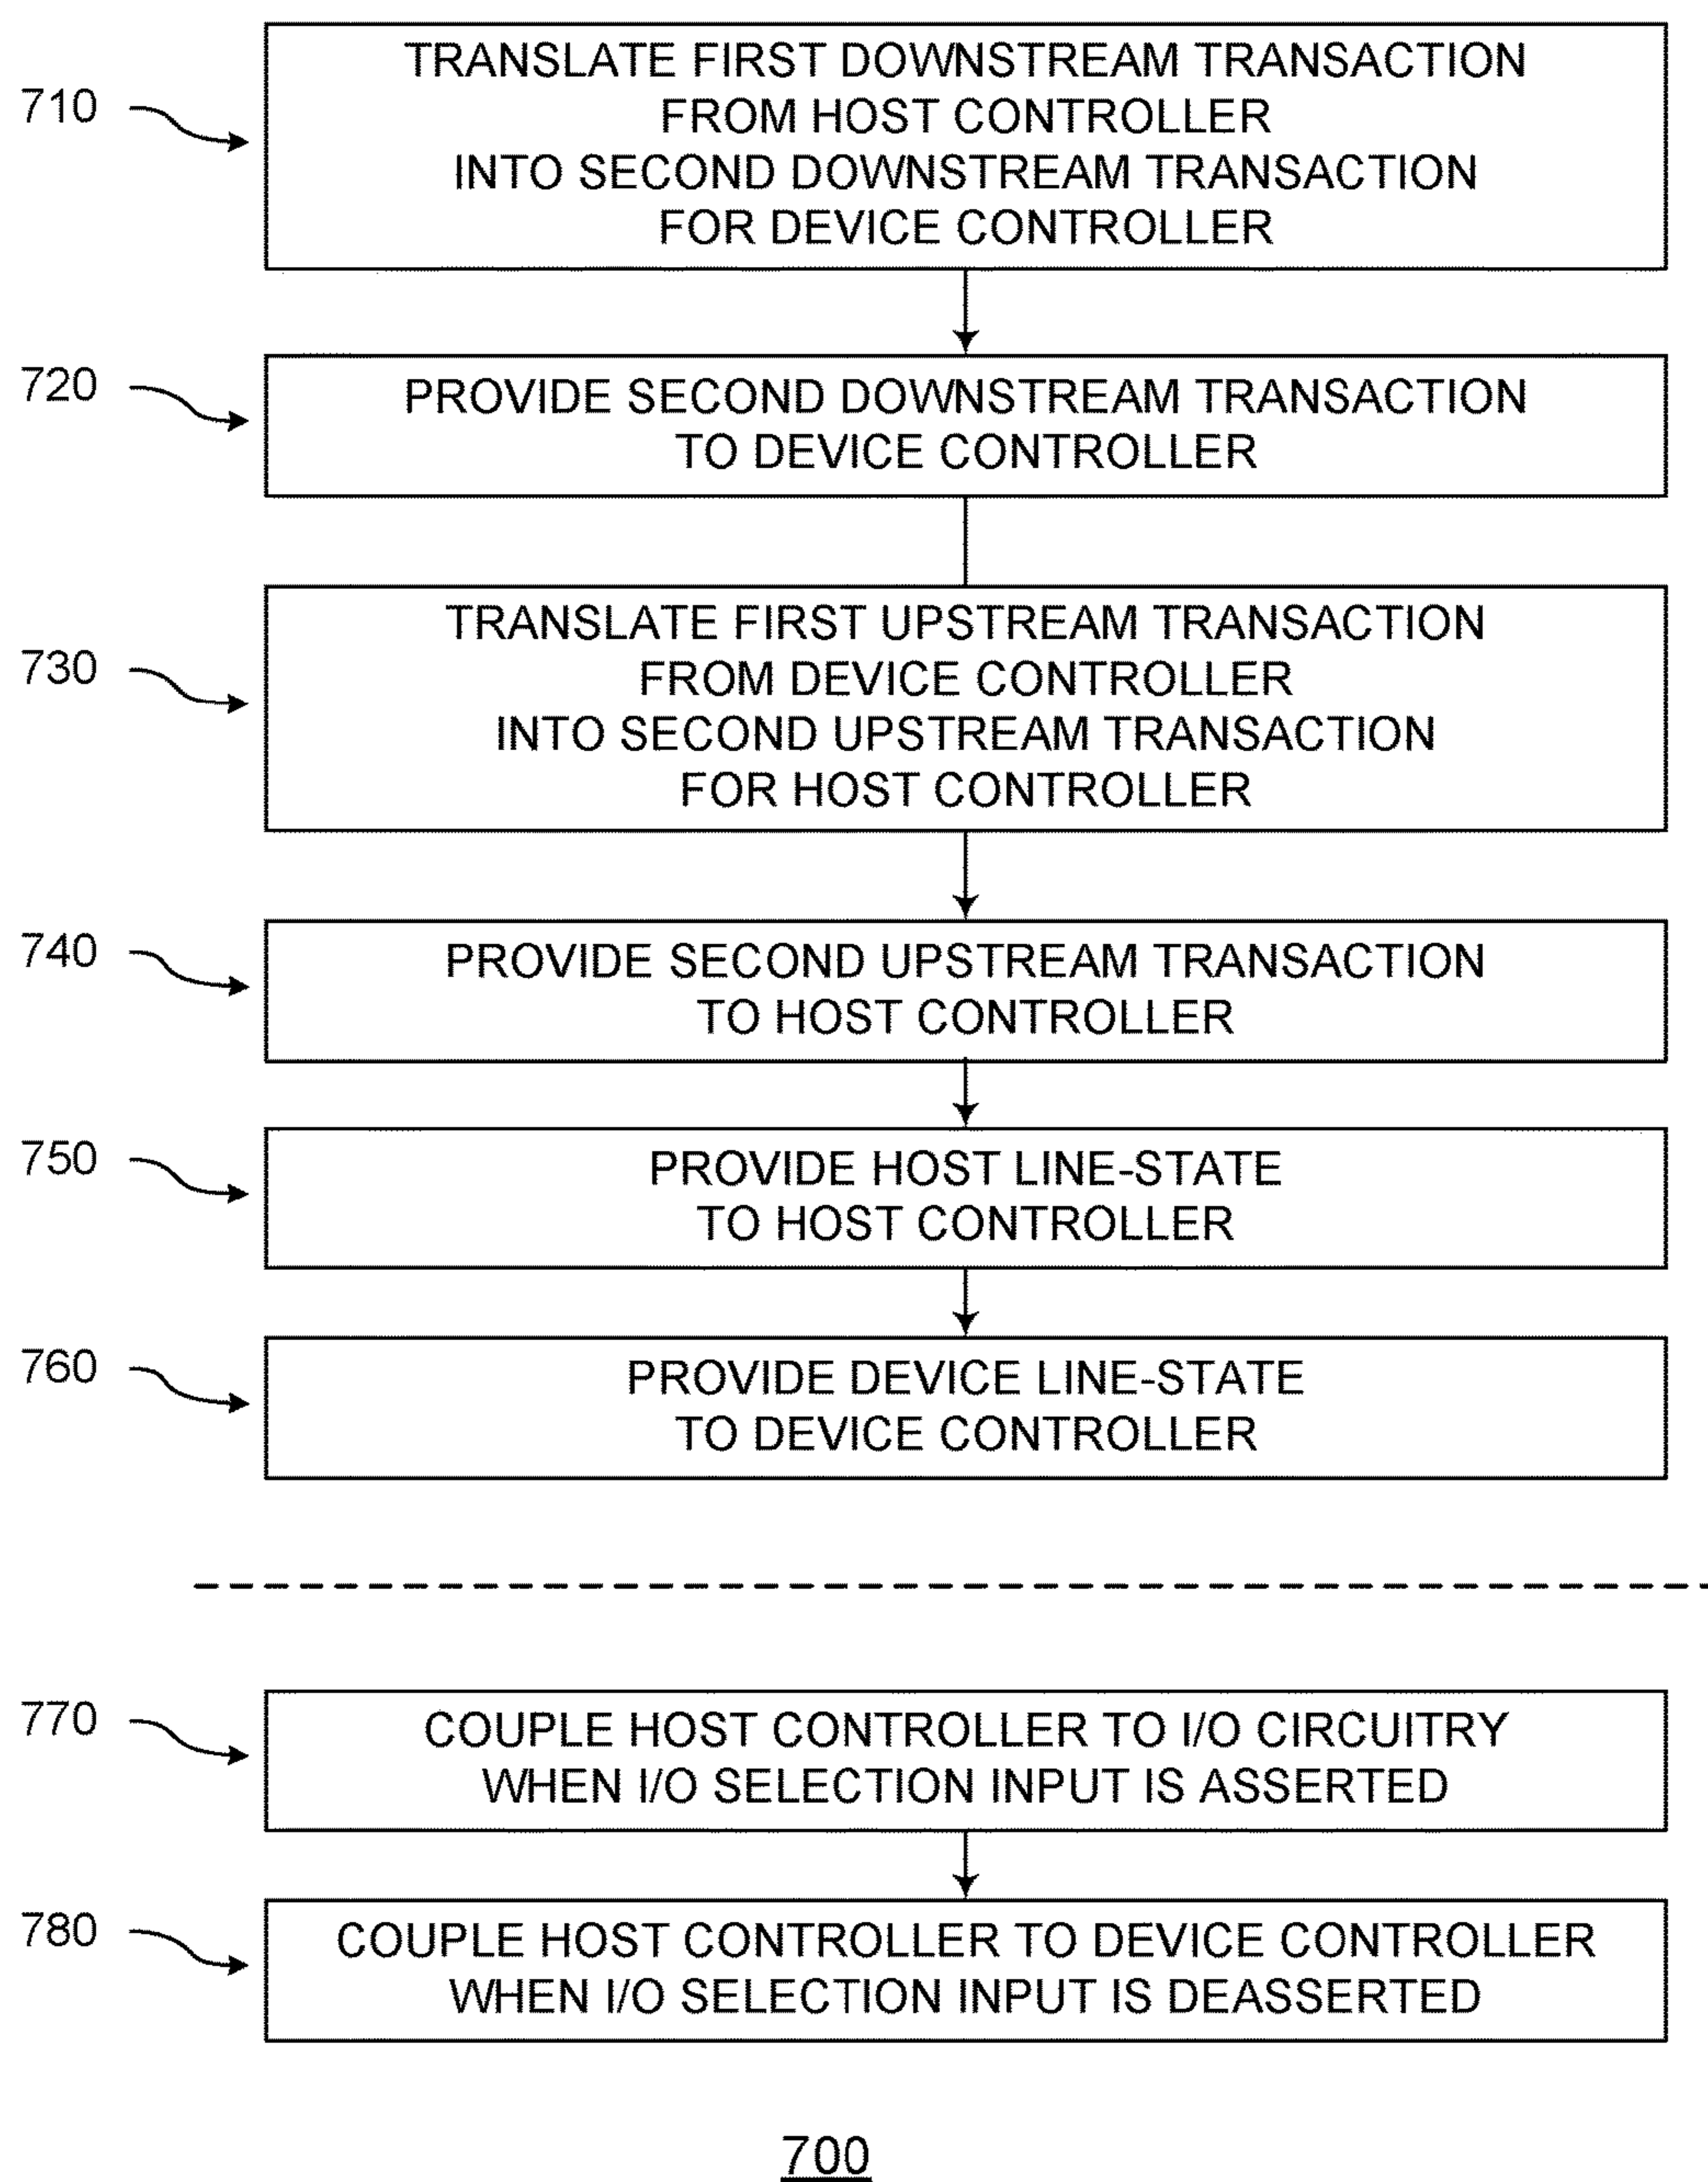 710
TRANSLATE FIRST DOWNSTREAM TRANSACTION
FROM HOST CONTROLLER
INTO SECOND DOWNSTREAM TRANSACTION
FOR DEVICE CONTROLLER
720
PROVIDE SECOND DOWNSTREAM TRANSACTION
TO DEVICE CONTROLLER
730
TRANSLATE FIRST UPSTREAM TRANSACTION
FROM DEVICE CONTROLLER
INTO SECOND UPSTREAM TRANSACTION
FOR HOST CONTROLLER
740
PROVIDE SECOND UPSTREAM TRANSACTION
TO HOST CONTROLLER
750
PROVIDE HOST LINE-STATE
TO HOST CONTROLLER
760
PROVIDE DEVICE LINE-STATE
TO DEVICE CONTROLLER
770
COUPLE HOST CONTROLLER TO I/O CIRCUITRY
WHEN I/O SELECTION INPUT IS ASSERTED
780
COUPLE HOST CONTROLLER TO DEVICE CONTROLLER
WHEN I/O SELECTION INPUT IS DEASSERTED
700